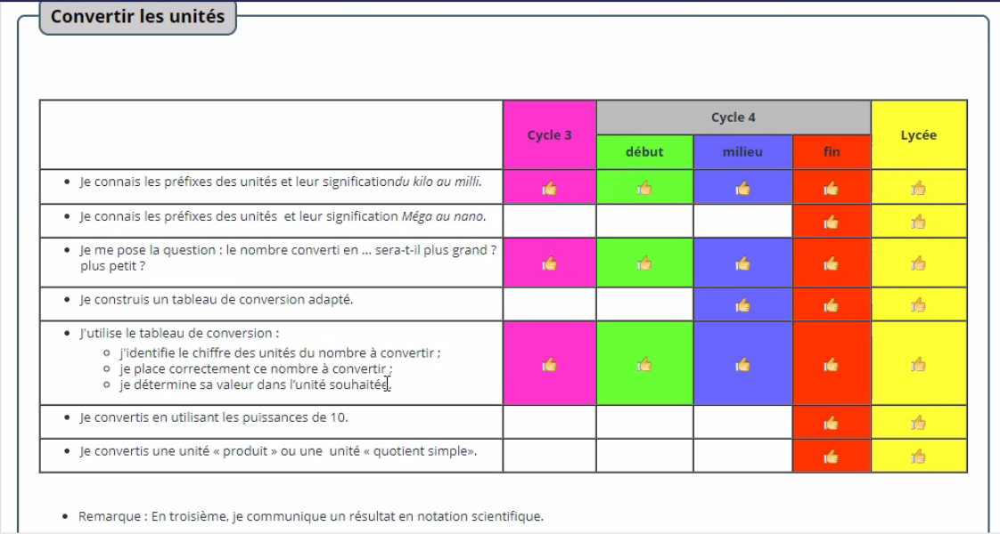 Convertir les unités
Cycle 3
Cycle 4
Lycée
début
milieu
fin
• Je connais les préfixes des unités et leur significationdu kilo au milli.
• Je connais les préfixes des unités et leur signification Méga au nano.
• Je me pose la question : le nombre converti en ... sera-t-il plus grand ?
plus petit ?
• Je construis un tableau de conversion adapté.
• J'utilise le tableau de conversion :
○ j'identifie le chiffre des unités du nombre à convertir ;
○ je place correctement ce nombre à convertir ;
○ je détermine sa valeur dans l'unité souhaitée.
• Je convertis en utilisant les puissances de 10.
• Je convertis une unité « produit » ou une unité « quotient simple».
• Remarque : En troisième, je communique un résultat en notation scientifique.